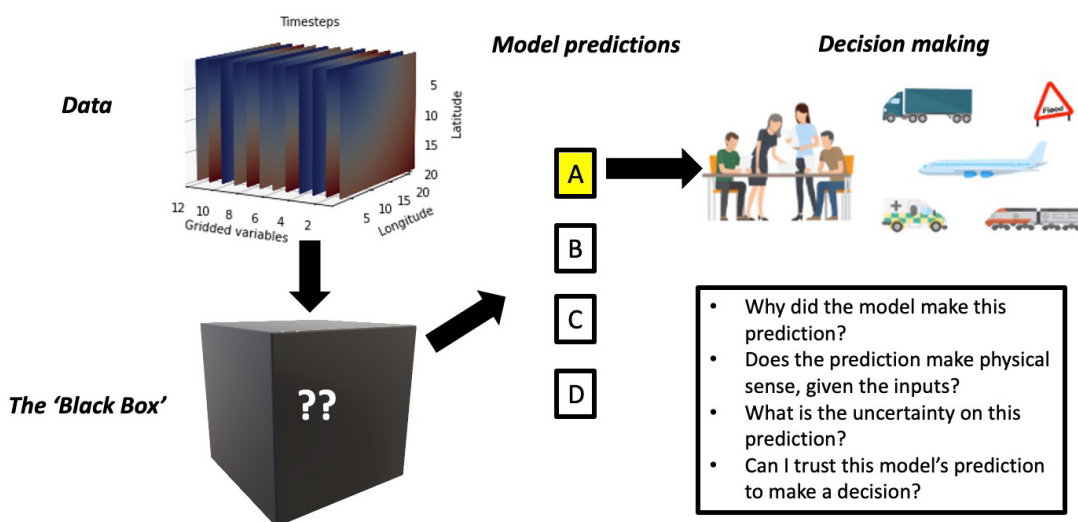 Timesteps
Model predictions
Decision making
Data
5
10
15
20
Latitude
12
10
8
6
4
2
Gridded variables
5
10
15
20
Longitude
Flood
A
B
C
D
The ‘Black Box’
??
• Why did the model make this
prediction?
• Does the prediction make physical
sense, given the inputs?
• What is the uncertainty on this
prediction?
• Can I trust this model’s prediction
to make a decision?